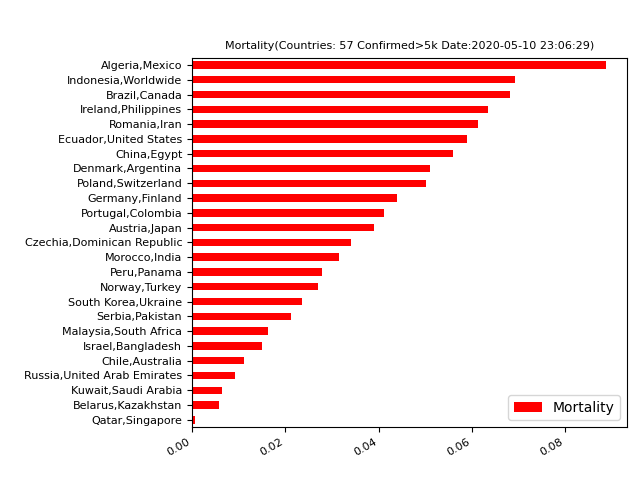 Mortality(Countries: 57 Confirmed>5k Date:2020-05-10 23:06:29)
Algeria,Mexico
Indonesia,Worldwide
Brazil,Canada
Ireland,Philippines
Romania,Iran
Ecuador,United States
China,Egypt
Denmark,Argentina
Poland,Switzerland
Germany,Finland
Portugal,Colombia
Austria,Japan
Czechia,Dominican Republic
Morocco,India
Peru,Panama
Norway,Turkey
South Korea,Ukraine
Serbia,Pakistan
Malaysia,South Africa
Israel,Bangladesh
Chile,Australia
Russia,United Arab Emirates
Kuwait,Saudi Arabia
Belarus,Kazakhstan
Qatar,Singapore
Mortality
0.00 0.02 0.04 0.06 0.08